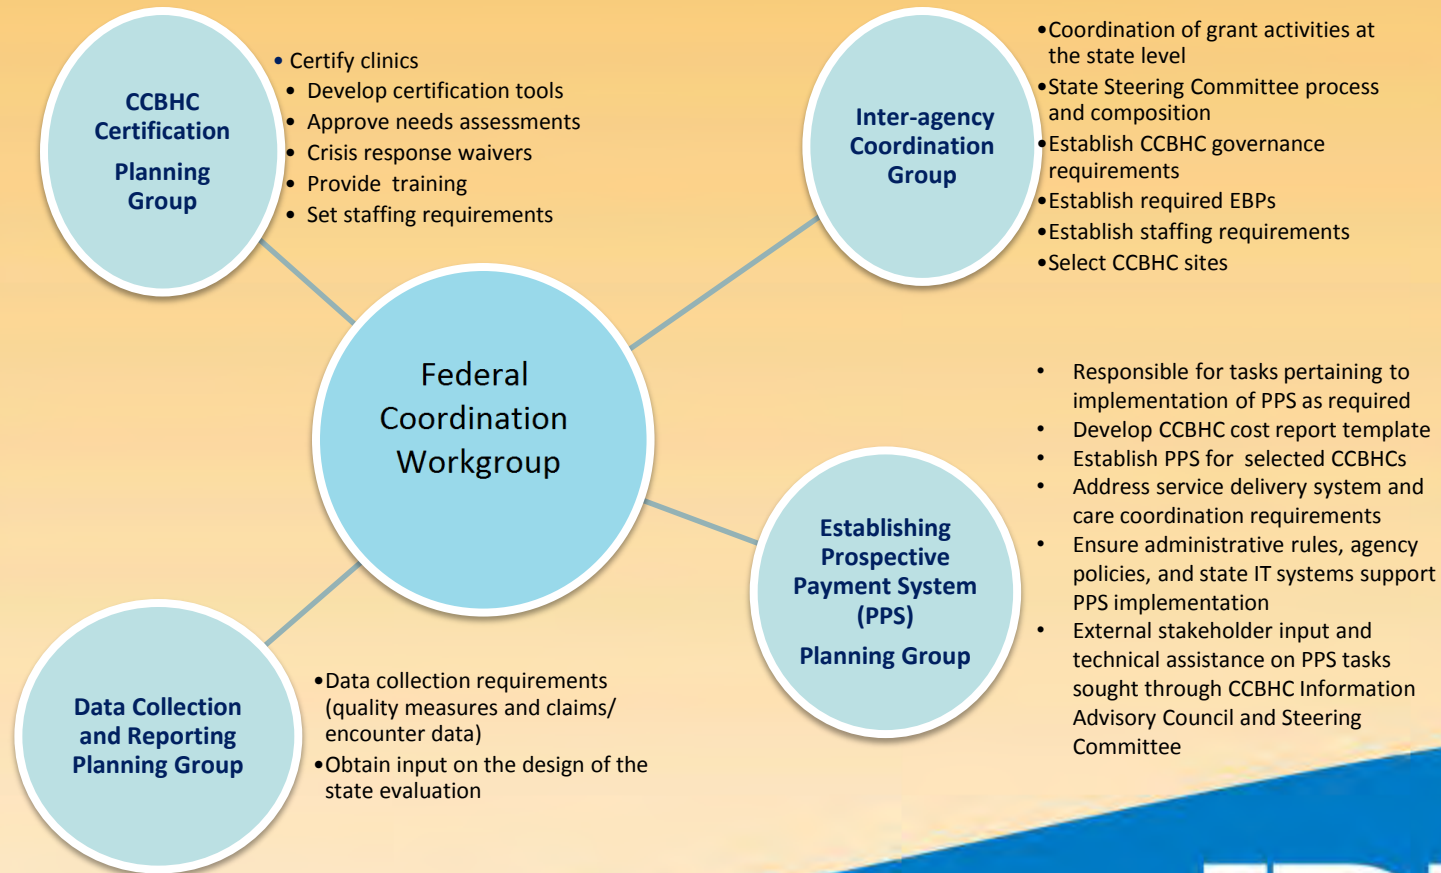 CCBHC
Certification
Planning
Group
• Certify clinics
• Develop certification tools
• Approve needs assessments
• Crisis response waivers
• Provide training
• Set staffing requirements
Inter-agency
Coordination
Group
•Coordination of grant activities at
the state level
•State Steering Committee process
and composition
•Establish CCBHC governance
requirements
•Establish required EBPs
•Establish staffing requirements
•Select CCBHC sites
Federal
Coordination
Workgroup
Establishing
Prospective
Payment System
(PPS)
Planning Group
• Responsible for tasks pertaining to
implementation of PPS as required
• Develop CCBHC cost report template
• Establish PPS for selected CCBHCs
• Address service delivery system and
care coordination requirements
• Ensure administrative rules, agency
policies, and state IT systems support
PPS implementation
• External stakeholder input and
technical assistance on PPS tasks
sought through CCBHC Information
Advisory Council and Steering
Committee
Data Collection
and Reporting
Planning Group
•Data collection requirements
(quality measures and claims/
encounter data)
•Obtain input on the design of the
state evaluation